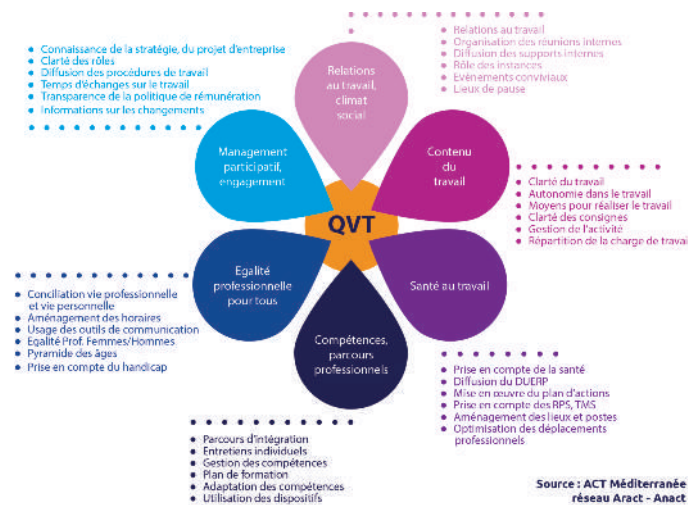 Relations
au travail,
climat
social
• Relations au travail
• Organisation des réunions internes
• Diffusion des supports internes
• Rôle des instances
• Evènements conviviaux
• Lieux de pause
• Connaissance de la stratégie, du projet d'entreprise
• Clarté des rôles
• Diffusion des procédures de travail
• Temps d'échanges sur le travail
• Transparence de la politique de rémunération
• Informations sur les changements
Management
participatif,
engagement
Contenu
du
travail
• Clarté du travail
• Autonomie dans le travail
• Moyens pour réaliser le travail
• Clarté des consignes
• Gestion de l'activité
• Répartition de la charge de travail
QVT
Egalité
professionnelle
pour tous
• Conciliation vie professionnelle
et vie personnelle
• Aménagement des horaires
• Usage des outils de communication
• Egalité Prof. Femmes/Hommes
• Pyramide des âges
• Prise en compte du handicap
Santé au travail
• Prise en compte de la santé
• Diffusion du DUERP
• Mise en œuvre du plan d'actions
• Prise en compte des RPS, TMS
• Aménagement des lieux et postes
• Optimisation des déplacements
professionnels
Compétences,
parcours
professionnels
• Parcours d'intégration
• Entretiens individuels
• Gestion des compétences
• Plan de formation
• Adaptation des compétences
• Utilisation des dispositifs
Source : ACT Méditerranée
réseau Aract - Anact